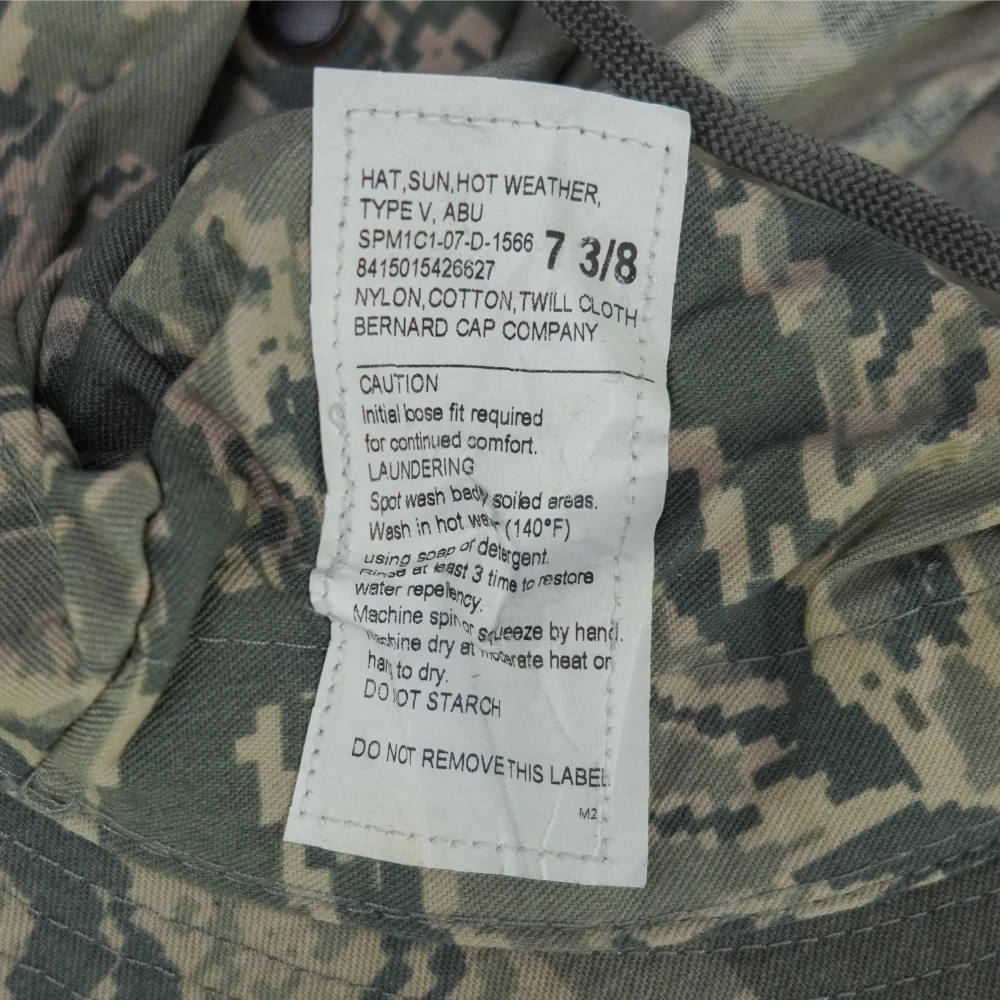 HAT,SUN,HOT WEATHER,
TYPE V, ABU
SPM1C1-07-D-1566 7 3/8
8415015426627
NYLON,COTTON,TWILL CLOTH
BERNARD CAP COMPANY
CAUTION
Initial loose fit required
for continued comfort.
LAUNDERING
Spot wash badly soiled areas.
Wash in hot water (140°F)
using soap or detergent.
Rinse at least 3 time to restore
water repellency.
Machine spin or squeeze by hand.
Machine dry at moderate heat or
hang to dry.
DO NOT STARCH
DO NOT REMOVE THIS LABEL.
M2